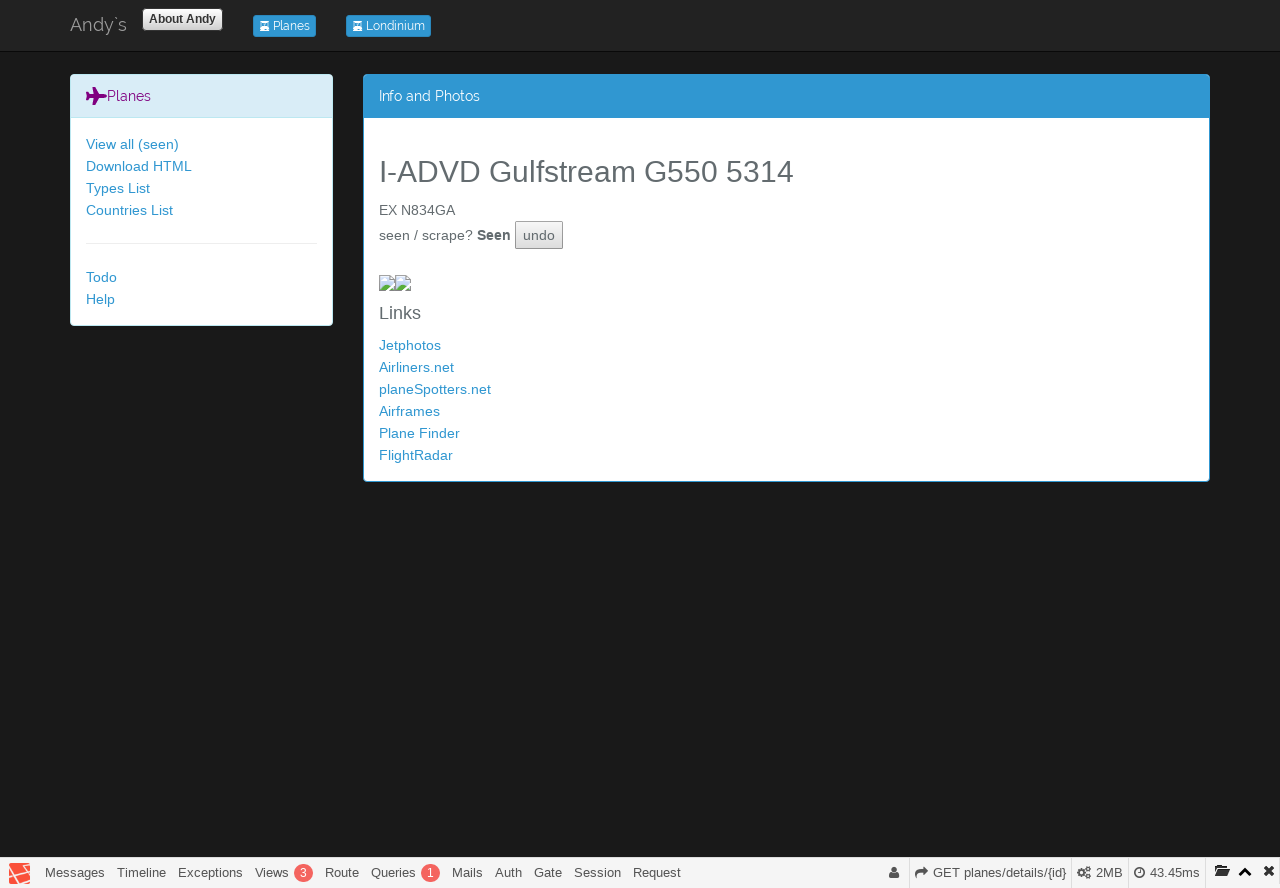 Andy`s About Andy Planes Londinium
Planes
View all (seen)
Download HTML
Types List
Countries List
Todo
Help
Info and Photos
I-ADVD Gulfstream G550 5314
EX N834GA
seen / scrape? Seen undo
Links
Jetphotos
Airliners.net
planeSpotters.net
Airframes
Plane Finder
FlightRadar
Messages Timeline Exceptions Views 3 Route Queries 1 Mails Auth Gate Session Request GET planes/details/{id} 2MB 43.45ms